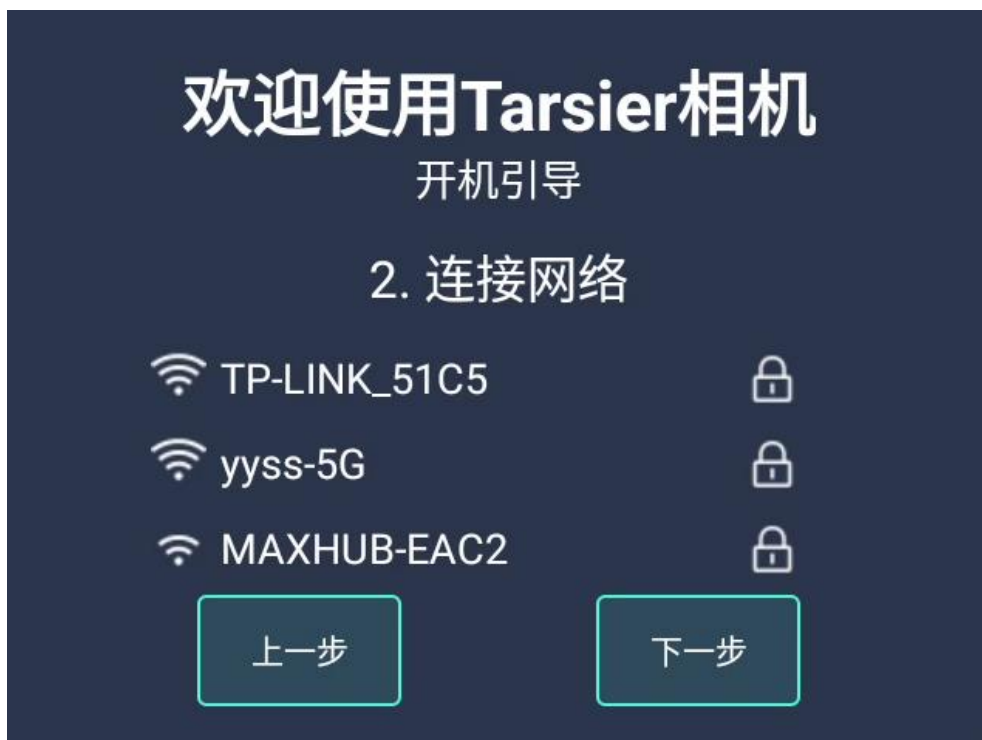 欢迎使用Tarsier相机
开机引导
2. 连接网络
TP-LINK_51C5
yyss-5G
MAXHUB-EAC2
上一步 下一步